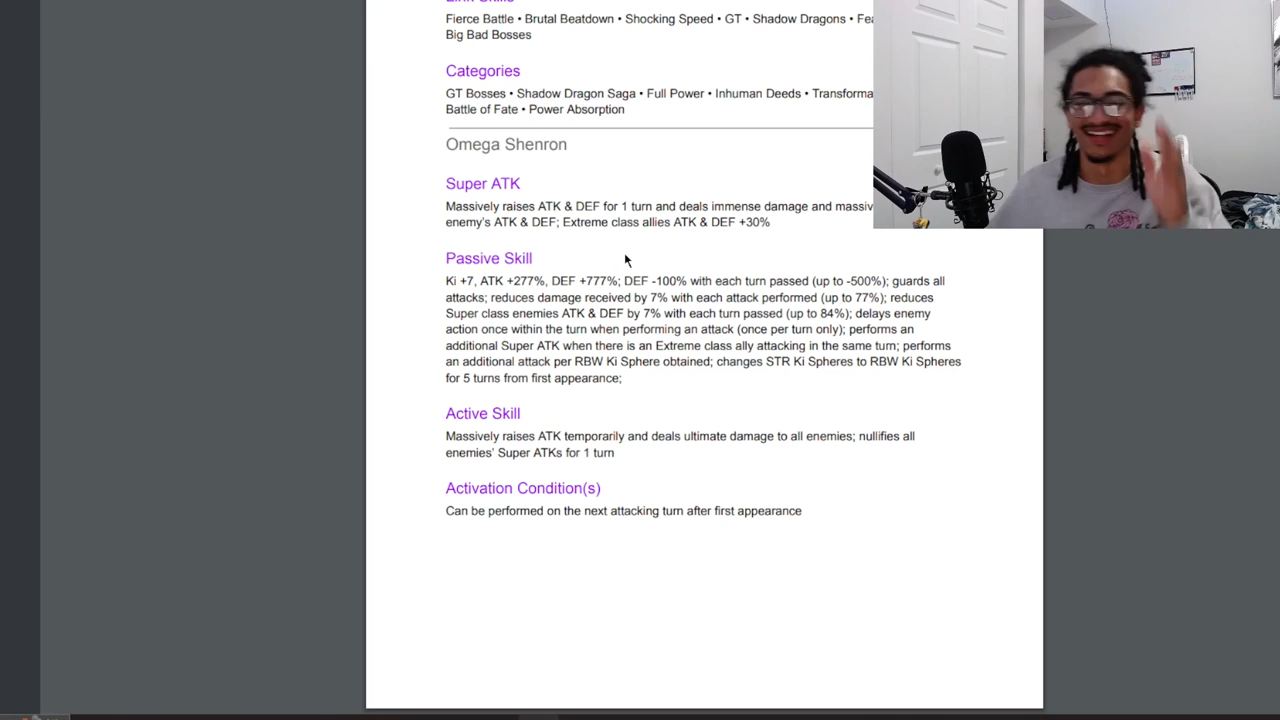 Link Skills
Fierce Battle • Brutal Beatdown • Shocking Speed • GT • Shadow Dragons •
Big Bad Bosses
Categories
GT Bosses • Shadow Dragon Saga • Full Power • Inhuman Deeds •
Battle of Fate • Power Absorption
Omega Shenron
Super ATK
Massively raises ATK & DEF for 1 turn and deals immense damage and
enemy's ATK & DEF; Extreme class allies ATK & DEF +30%
Passive Skill
Ki +7, ATK +277%, DEF +777%; DEF -100% with each turn passed (up to -500%); guards all
attacks; reduces damage received by 7% with each attack performed (up to 77%); reduces
Super class enemies ATK & DEF by 7% with each turn passed (up to 84%); delays enemy
action once within the turn when performing an attack (once per turn only); performs an
additional Super ATK when there is an Extreme class ally attacking in the same turn; performs
an additional attack per RBW Ki Sphere obtained; changes STR Ki Spheres to RBW Ki Spheres
for 5 turns from first appearance;
Active Skill
Massively raises ATK temporarily and deals ultimate damage to all enemies; nullifies all
enemies' Super ATKs for 1 turn
Activation Condition(s)
Can be performed on the next attacking turn after first appearance